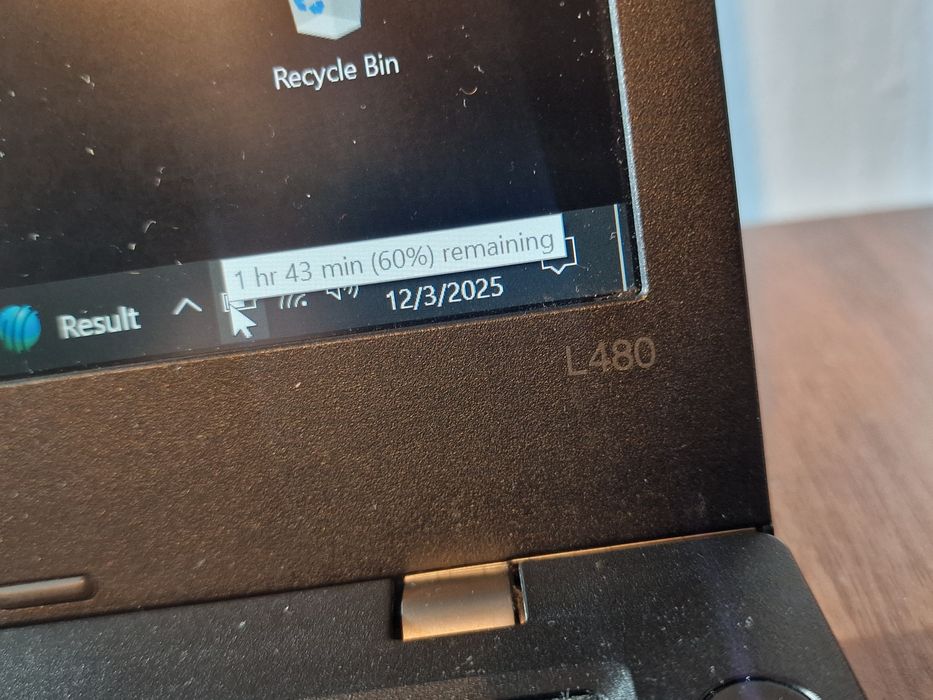 Recycle Bin
1 hr 43 min (60%) remaining
Result
12/3/2025
L480